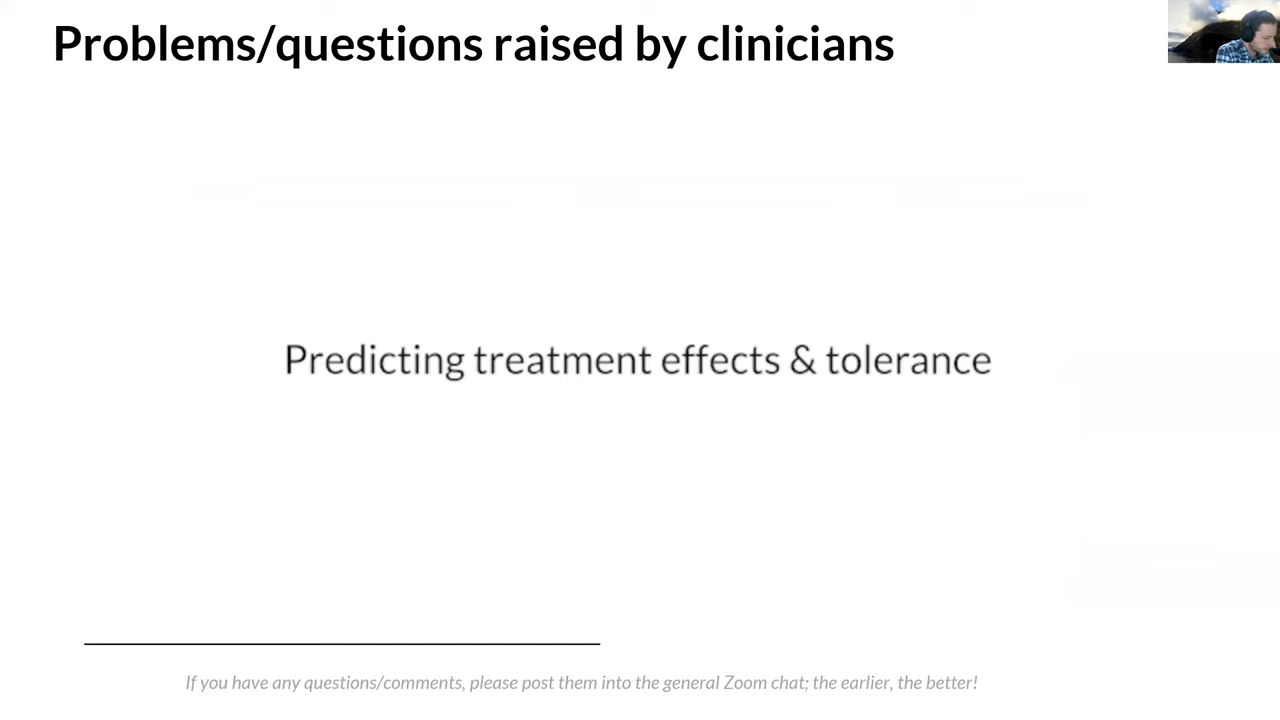 Problems/questions raised by clinicians
Predicting treatment effects & tolerance
If you have any questions/comments, please post them into the general Zoom chat; the earlier, the better!